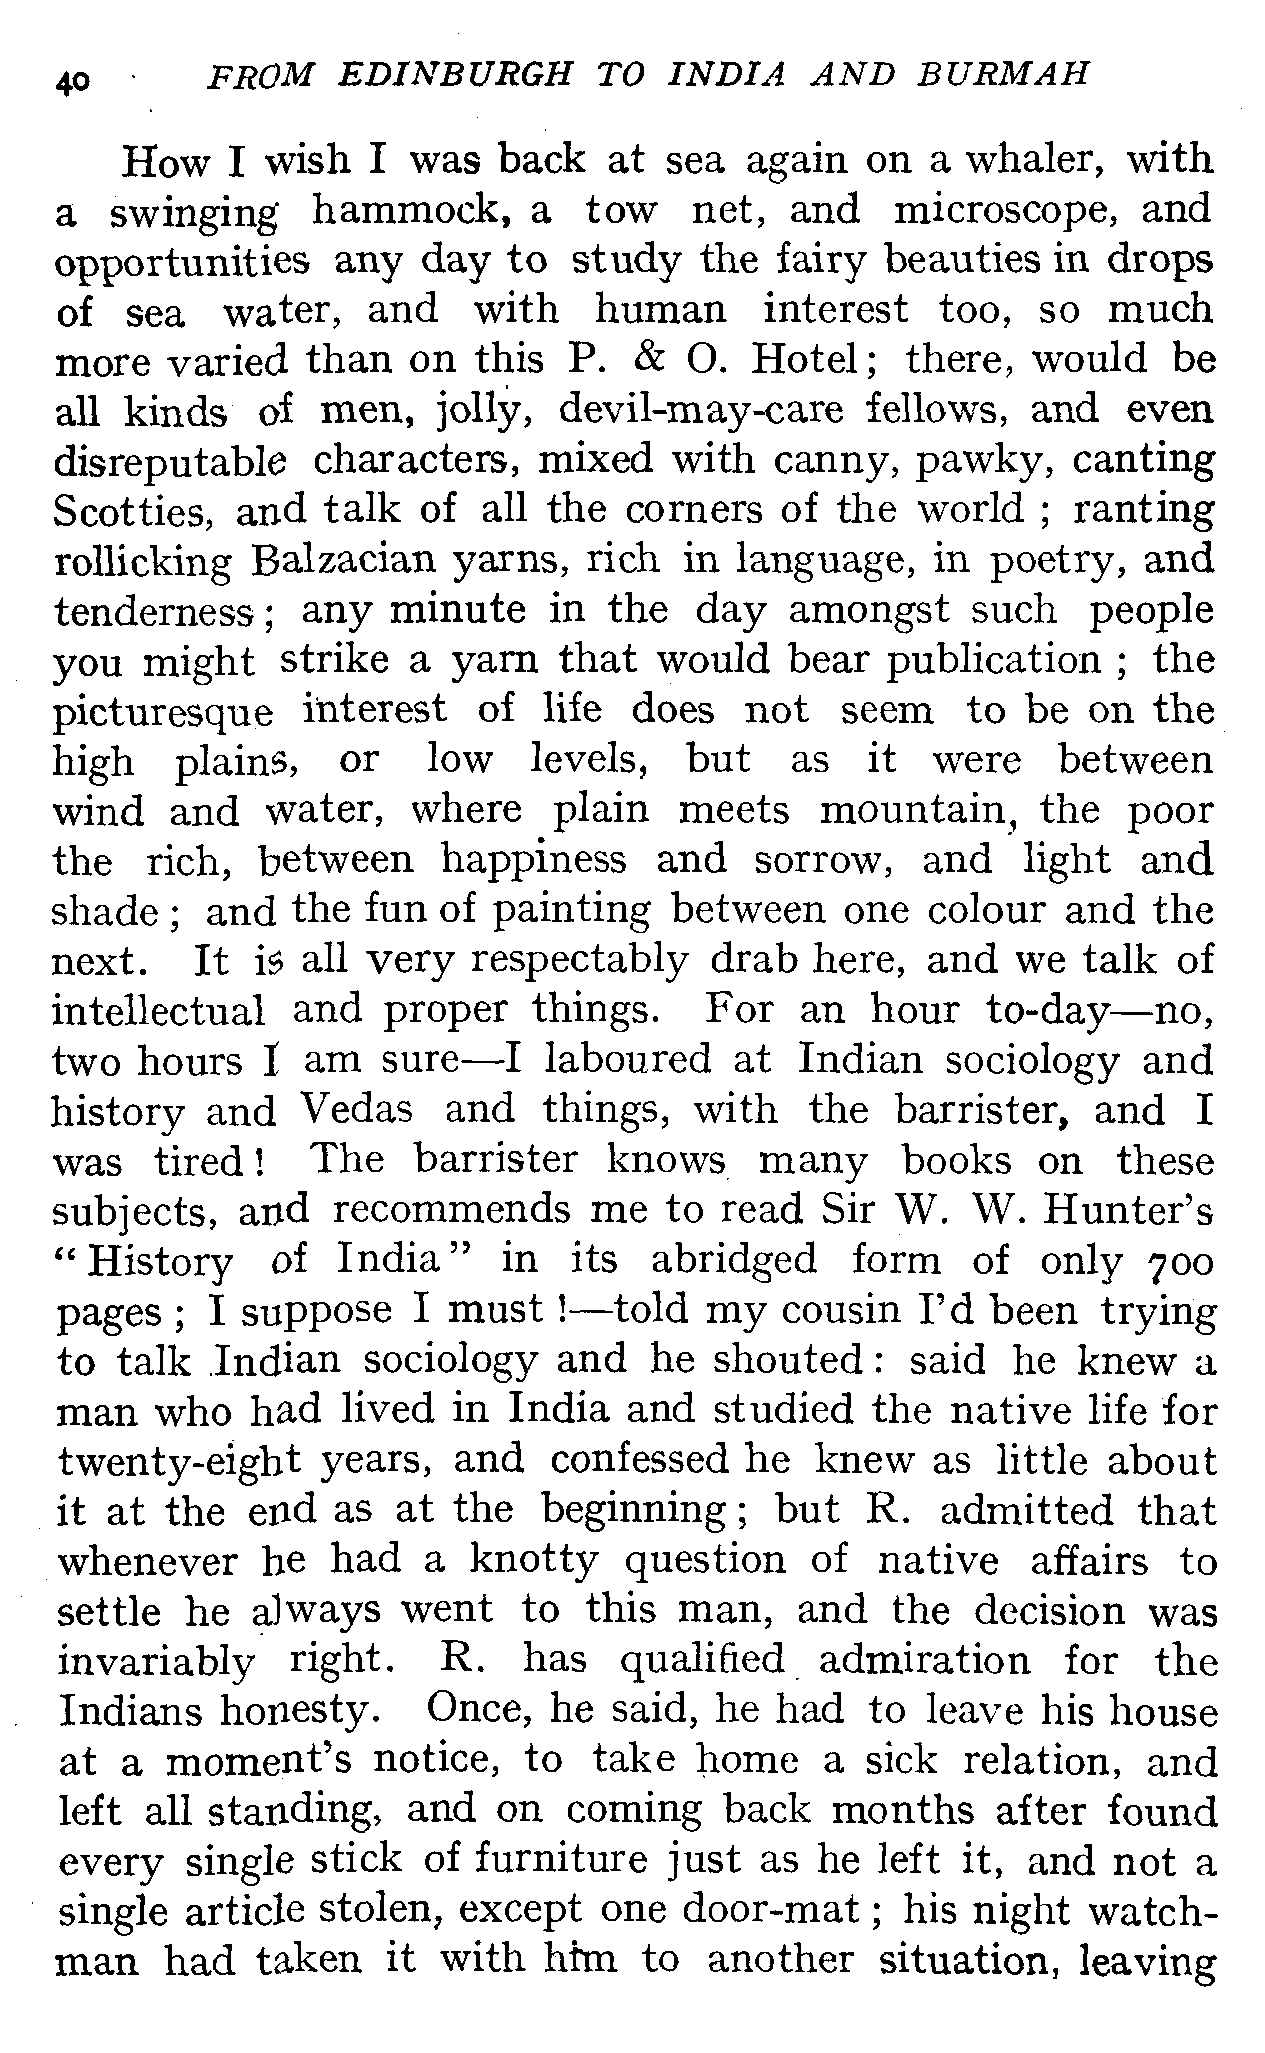 40 FROM EDINBURGH TO INDIA AND BURMAH
How I wish I was back at sea again on a whaler, with
a swinging hammock, a tow net, and microscope, and
opportunities any day to study the fairy beauties in drops
of sea water, and with human interest too, so much
more varied than on this P. & O. Hotel; there, would be
all kinds of men, jolly, devil-may-care fellows, and even
disreputable characters, mixed with canny, pawky, canting
Scotties, and talk of all the corners of the world ; ranting
rollicking Balzacian yarns, rich in language, in poetry, and
tenderness; any minute in the day amongst such people
you might strike a yarn that would bear publication ; the
picturesque interest of life does not seem to be on the
high plains, or low levels, but as it were between
wind and water, where plain meets mountain, the poor
the rich, between happiness and sorrow, and light and
shade ; and the fun of painting between one colour and the
next. It is all very respectably drab here, and we talk of
intellectual and proper things. For an hour to-day—no,
two hours I am sure—I laboured at Indian sociology and
history and Vedas and things, with the barrister, and I
was tired! The barrister knows many books on these
subjects, and recommends me to read Sir W. W. Hunter's
“ History of India” in its abridged form of only 700
pages ; I suppose I must !—told my cousin I'd been trying
to talk Indian sociology and he shouted: said he knew a
man who had lived in India and studied the native life for
twenty-eight years, and confessed he knew as little about
it at the end as at the beginning; but R. admitted that
whenever he had a knotty question of native affairs to
settle he always went to this man, and the decision was
invariably right. R. has qualified admiration for the
Indians honesty. Once, he said, he had to leave his house
at a moment's notice, to take home a sick relation, and
left all standing, and on coming back months after found
every single stick of furniture just as he left it, and not a
single article stolen, except one door-mat ; his night watch-
man had taken it with him to another situation, leaving